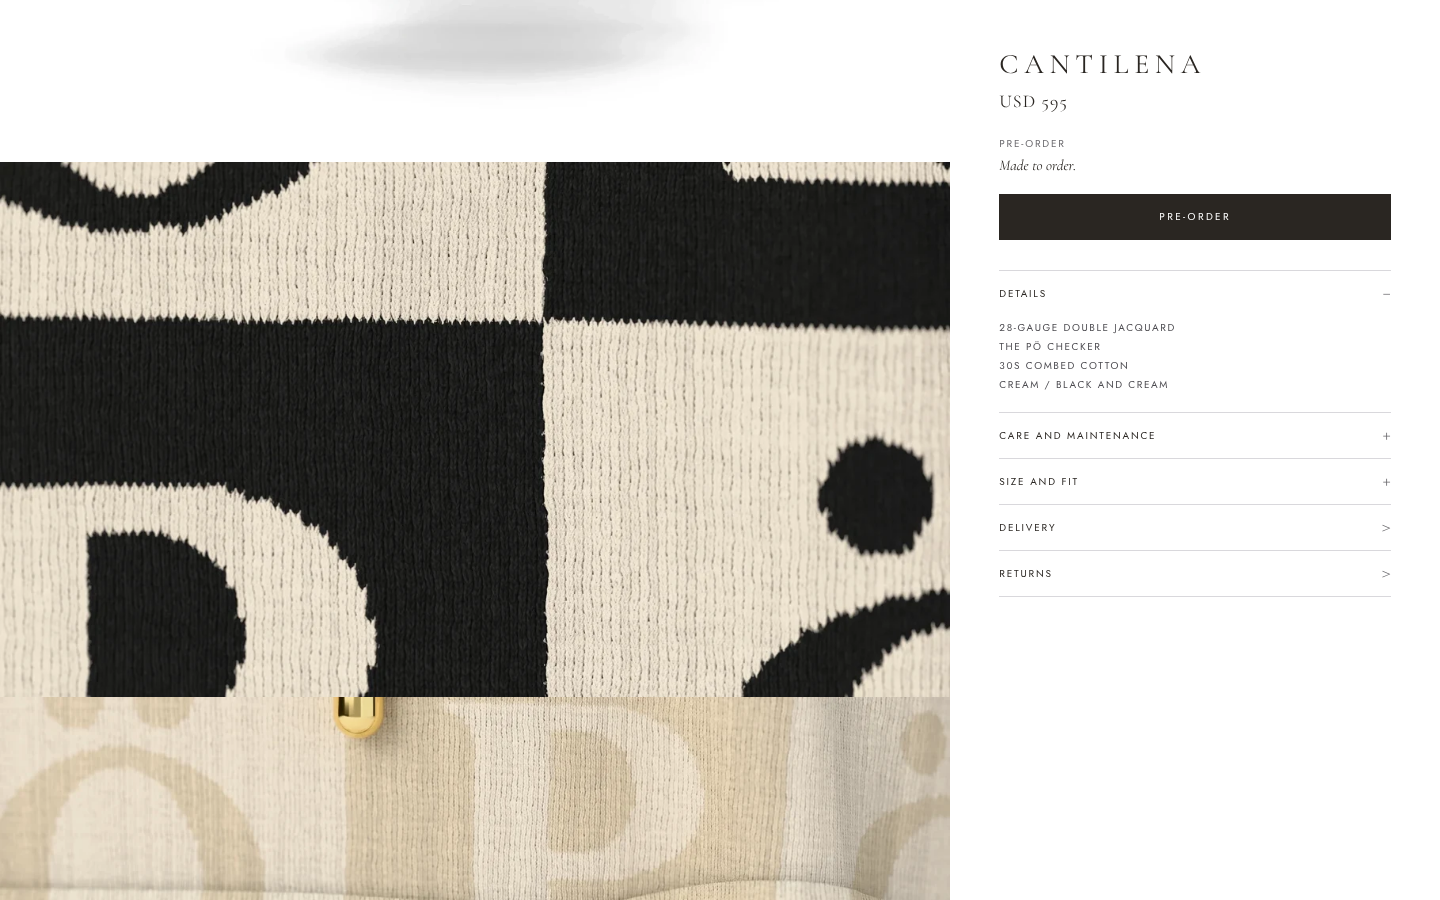 CANTILENA
USD 595
PRE-ORDER
Made to order.
PRE-ORDER
DETAILS −
28-GAUGE DOUBLE JACQUARD
THE PÖ CHECKER
30S COMBED COTTON
CREAM / BLACK AND CREAM
CARE AND MAINTENANCE +
SIZE AND FIT +
DELIVERY >
RETURNS >
P
ö P